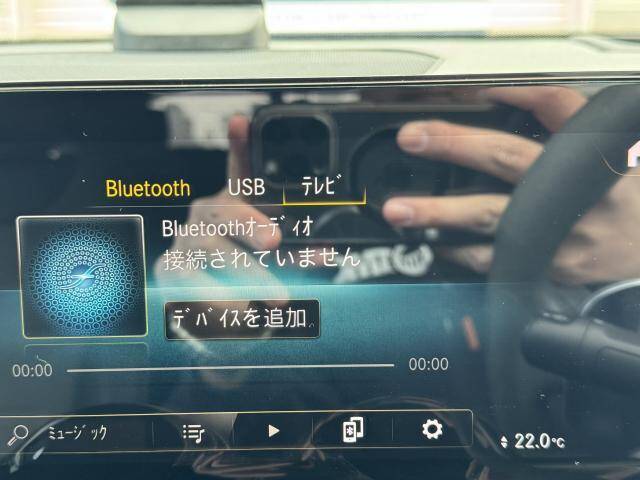 Bluetooth USB ﾃﾚﾋﾞ
Bluetoothｵｰﾃﾞｨｵ
接続されていません
ﾃﾞﾊﾞｲｽを追加
00:00 00:00
ﾐｭｰｼﾞｯｸ
22.0°C